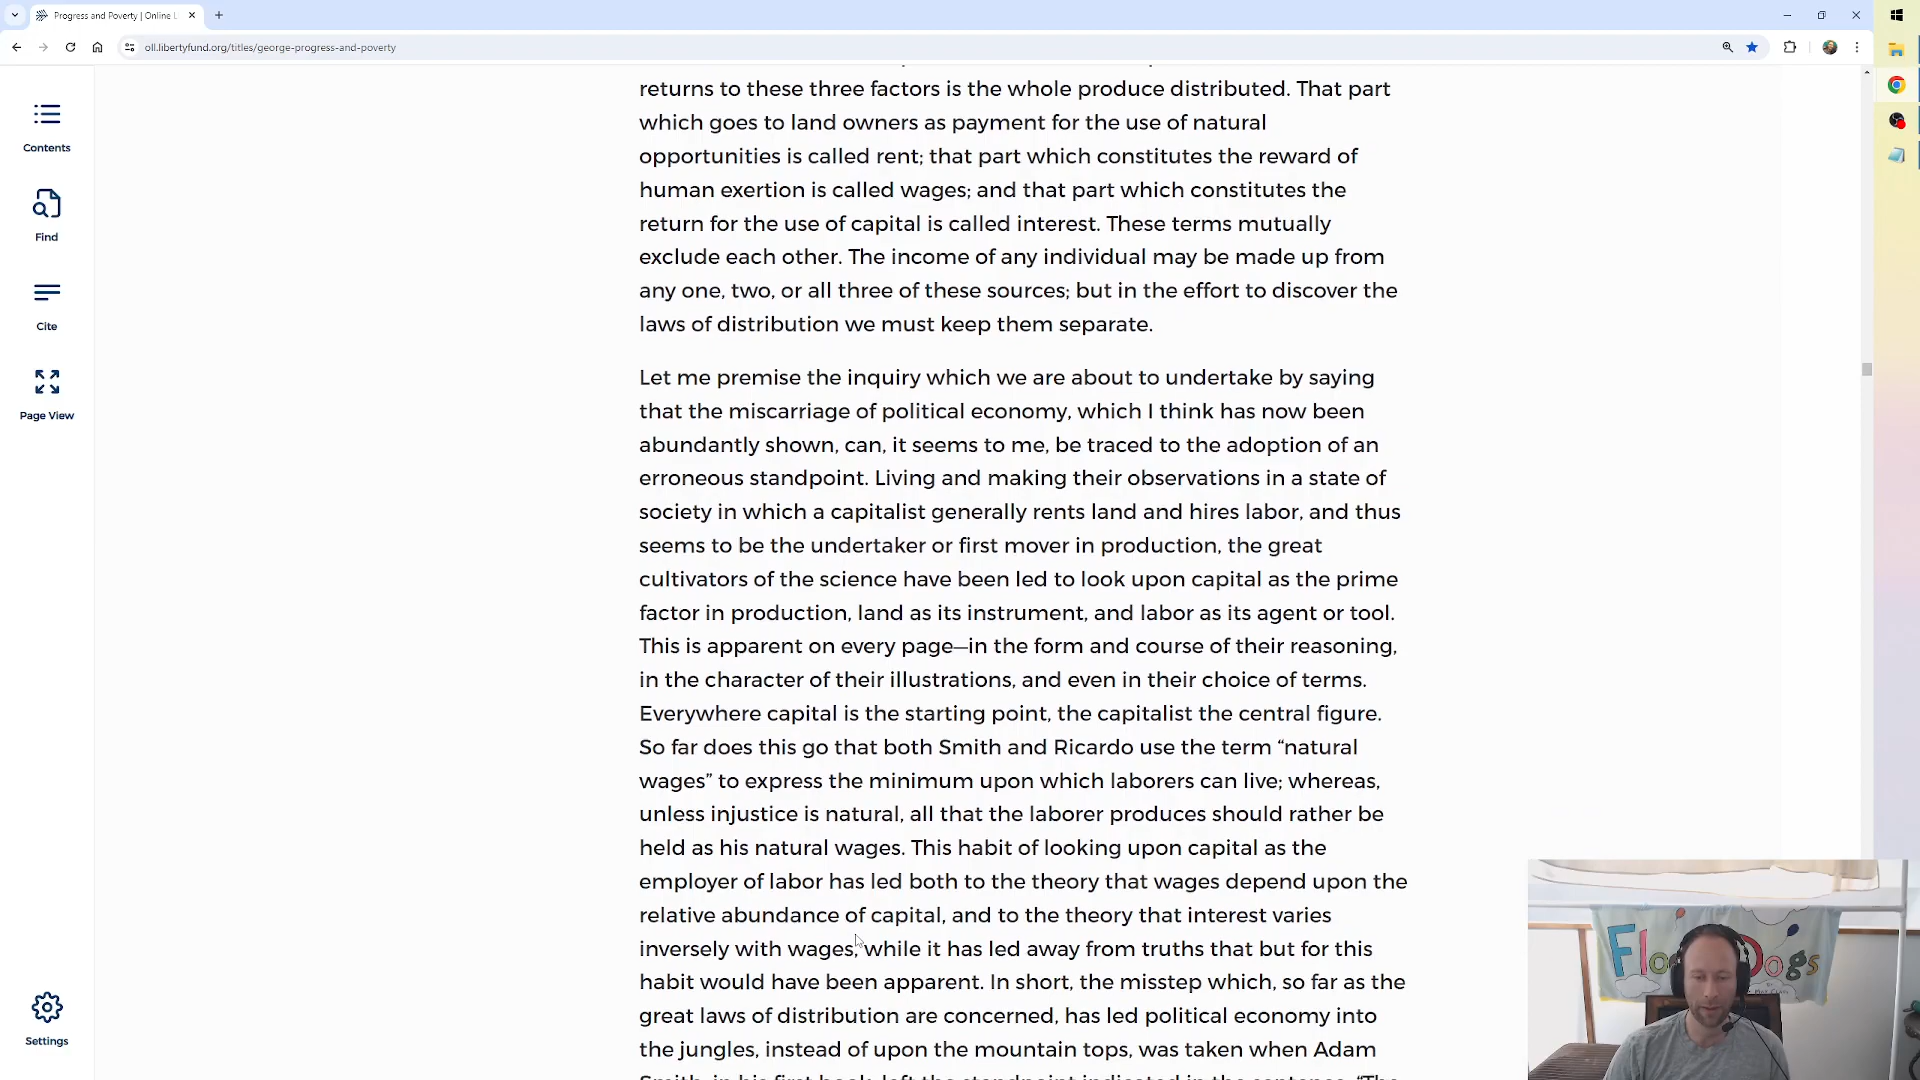 Progress and Poverty | Online L
oll.libertyfund.org/titles/george-progress-and-poverty
Contents
Find
Cite
Page View
Settings
returns to these three factors is the whole produce distributed. That part
which goes to land owners as payment for the use of natural
opportunities is called rent; that part which constitutes the reward of
human exertion is called wages; and that part which constitutes the
return for the use of capital is called interest. These terms mutually
exclude each other. The income of any individual may be made up from
any one, two, or all three of these sources; but in the effort to discover the
laws of distribution we must keep them separate.
Let me premise the inquiry which we are about to undertake by saying
that the miscarriage of political economy, which I think has now been
abundantly shown, can, it seems to me, be traced to the adoption of an
erroneous standpoint. Living and making their observations in a state of
society in which a capitalist generally rents land and hires labor, and thus
seems to be the undertaker or first mover in production, the great
cultivators of the science have been led to look upon capital as the prime
factor in production, land as its instrument, and labor as its agent or tool.
This is apparent on every page—in the form and course of their reasoning,
in the character of their illustrations, and even in their choice of terms.
Everywhere capital is the starting point, the capitalist the central figure.
So far does this go that both Smith and Ricardo use the term “natural
wages” to express the minimum upon which laborers can live; whereas,
unless injustice is natural, all that the laborer produces should rather be
held as his natural wages. This habit of looking upon capital as the
employer of labor has led both to the theory that wages depend upon the
relative abundance of capital, and to the theory that interest varies
inversely with wages, while it has led away from truths that but for this
habit would have been apparent. In short, the misstep which, so far as the
great laws of distribution are concerned, has led political economy into
the jungles, instead of upon the mountain tops, was taken when Adam
Smith, in his first book, left the standpoint indicated in the sentence, “The